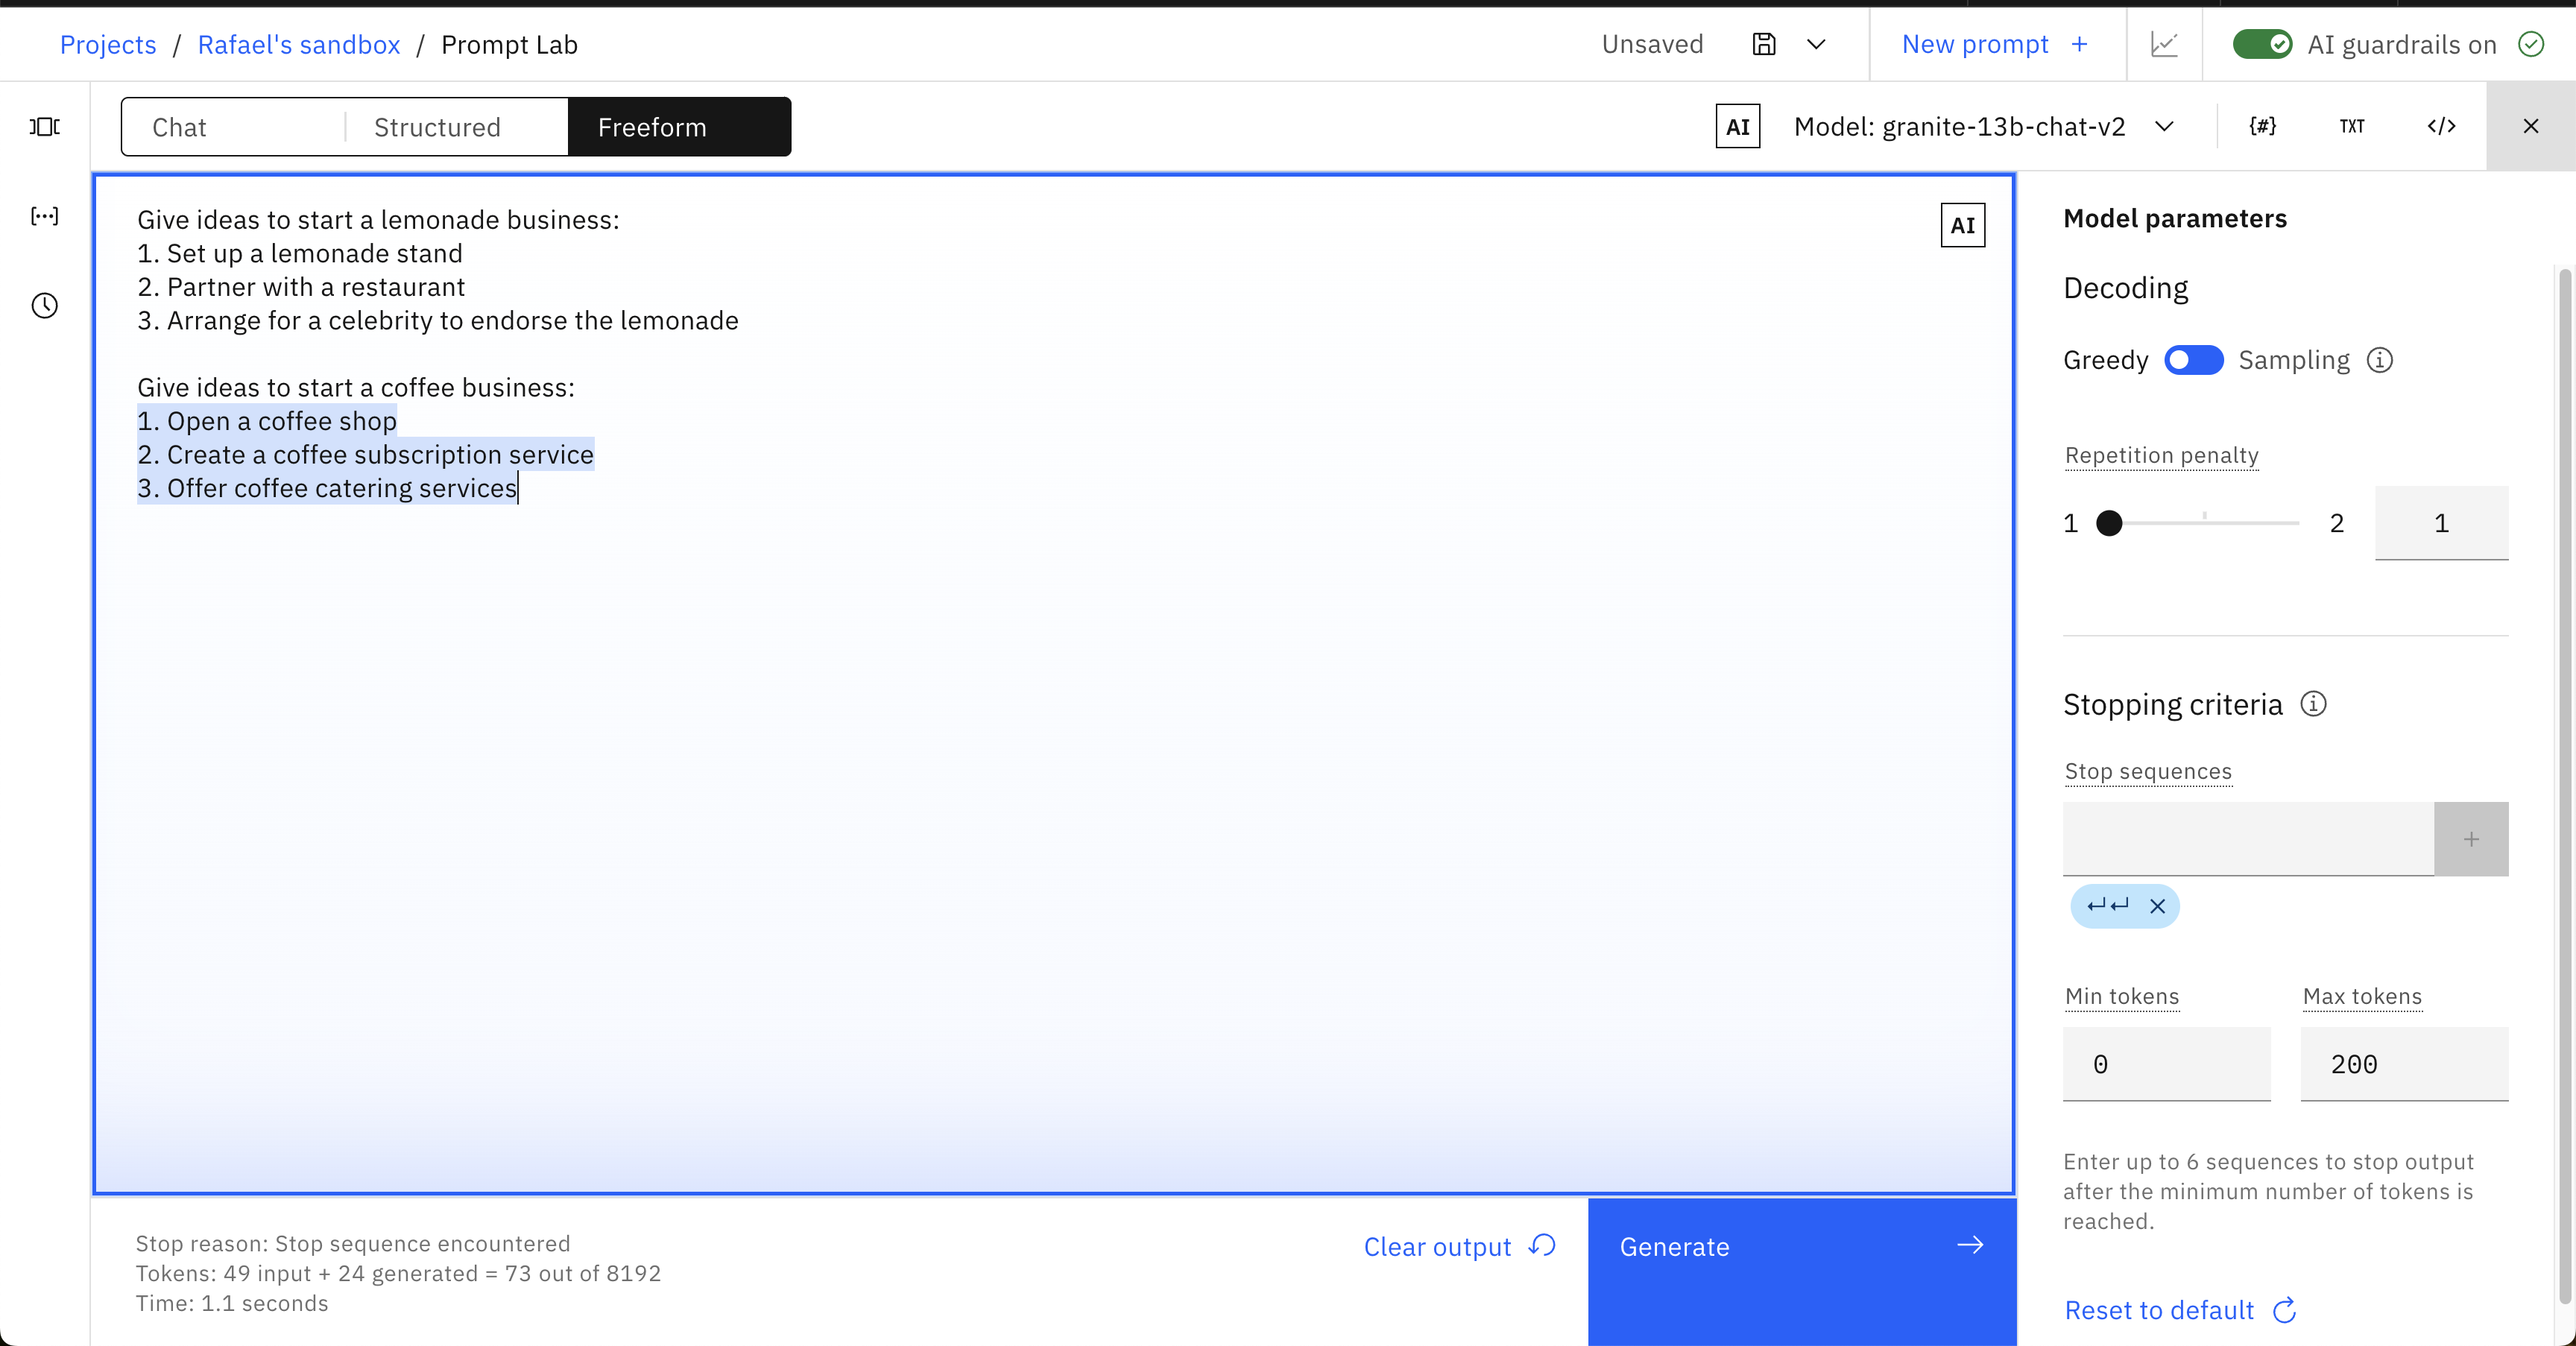 Projects / Rafael's sandbox / Prompt Lab
Unsaved
New prompt +
AI guardrails on
Chat
Structured
Freeform
AI
Model: granite-13b-chat-v2
{#}
TXT
</>
Give ideas to start a lemonade business:
1. Set up a lemonade stand
2. Partner with a restaurant
3. Arrange for a celebrity to endorse the lemonade
Give ideas to start a coffee business:
1. Open a coffee shop
2. Create a coffee subscription service
3. Offer coffee catering services
AI
Stop reason: Stop sequence encountered
Tokens: 49 input + 24 generated = 73 out of 8192
Time: 1.1 seconds
Clear output
Generate
Model parameters
Decoding
Greedy
Sampling
Repetition penalty
1
2
1
Stop sequences
Stopping criteria
↵↵
Min tokens
Max tokens
0
200
Enter up to 6 sequences to stop output
after the minimum number of tokens is
reached.
Reset to default